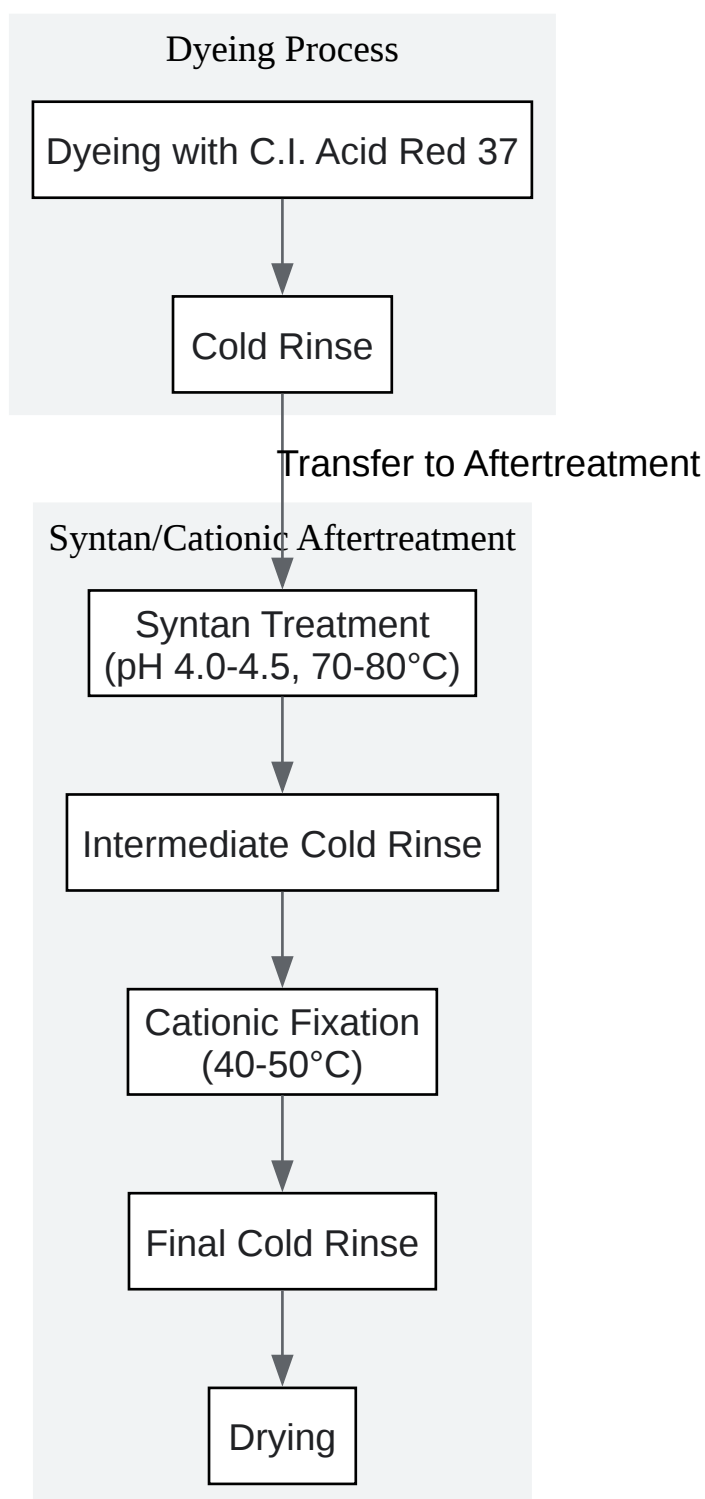 Dyeing Process
Dyeing with C.I. Acid Red 37
Cold Rinse
Transfer to Aftertreatment
Syntan/Cationic Aftertreatment
Syntan Treatment
(pH 4.0-4.5, 70-80°C)
Intermediate Cold Rinse
Cationic Fixation
(40-50°C)
Final Cold Rinse
Drying